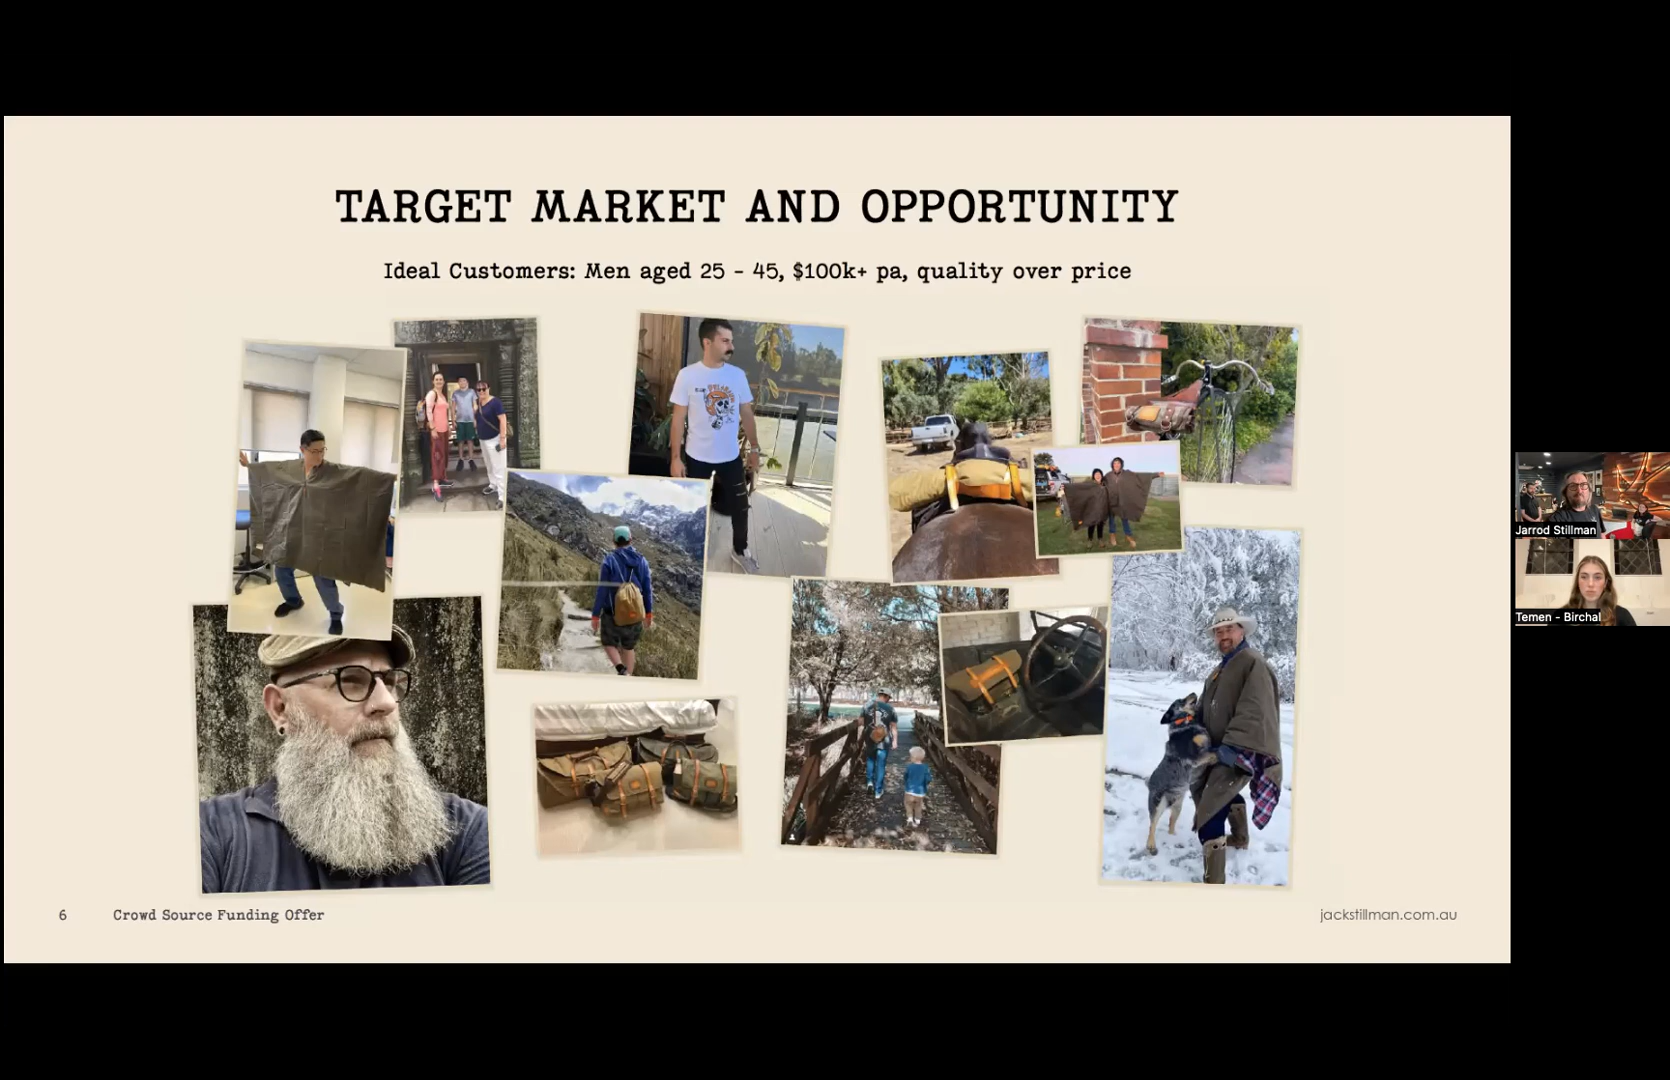 TARGET MARKET AND OPPORTUNITY
Ideal Customers: Men aged 25 - 45, $100k+ pa, quality over price
Jarrod Stillman
Temen - Birchal
6
Crowd Source Funding Offer
jackstillman.com.au